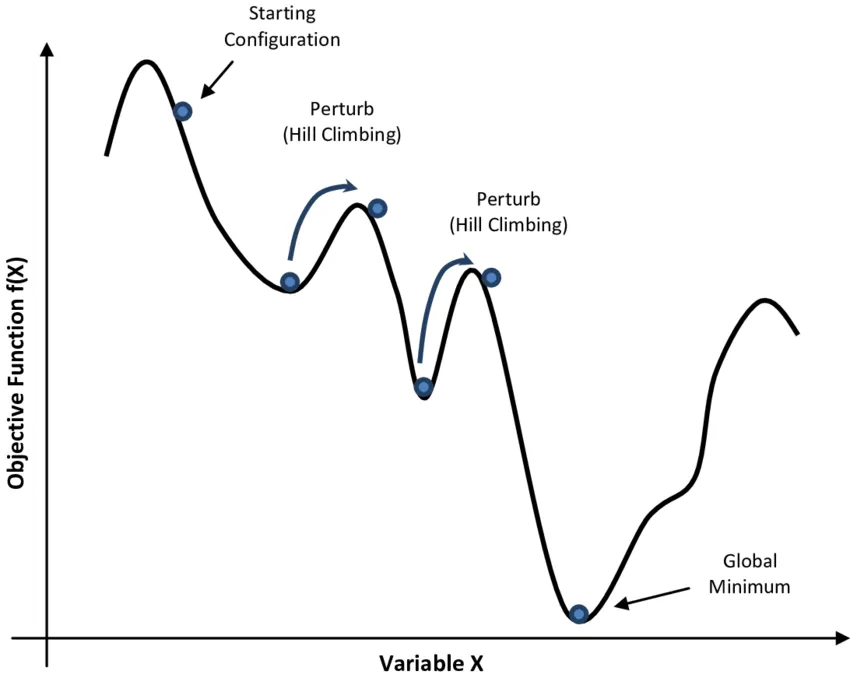 Starting
Configuration
Perturb
(Hill Climbing)
Perturb
(Hill Climbing)
Objective Function f(X)
Global
Minimum
Variable X